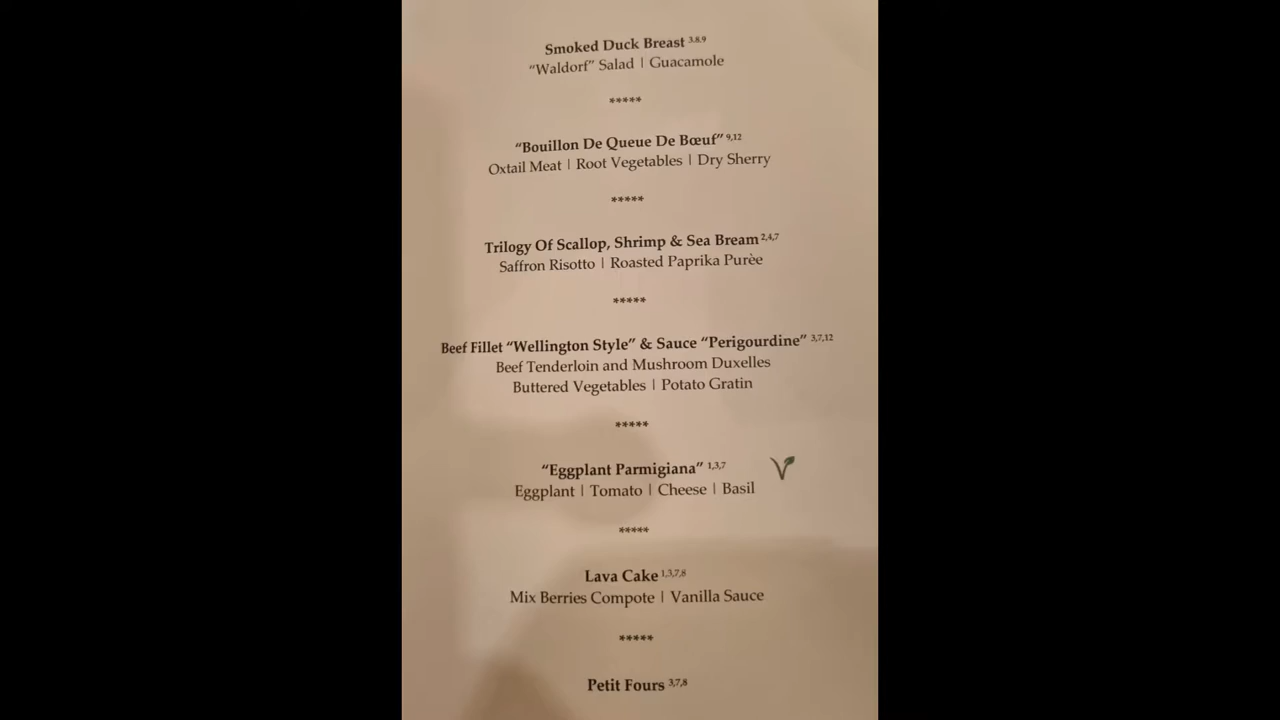 Smoked Duck Breast 3,8,9
“Waldorf” Salad | Guacamole
*****
“Bouillon De Queue De Bœuf” 9,12
Oxtail Meat | Root Vegetables | Dry Sherry
*****
Trilogy Of Scallop, Shrimp & Sea Bream 2,4,7
Saffron Risotto | Roasted Paprika Purèe
*****
Beef Fillet “Wellington Style” & Sauce “Perigourdine” 3,7,12
Beef Tenderloin and Mushroom Duxelles
Buttered Vegetables | Potato Gratin
*****
“Eggplant Parmigiana” 1,3,7
Eggplant | Tomato | Cheese | Basil
*****
Lava Cake 1,3,7,8
Mix Berries Compote | Vanilla Sauce
*****
Petit Fours 3,7,8